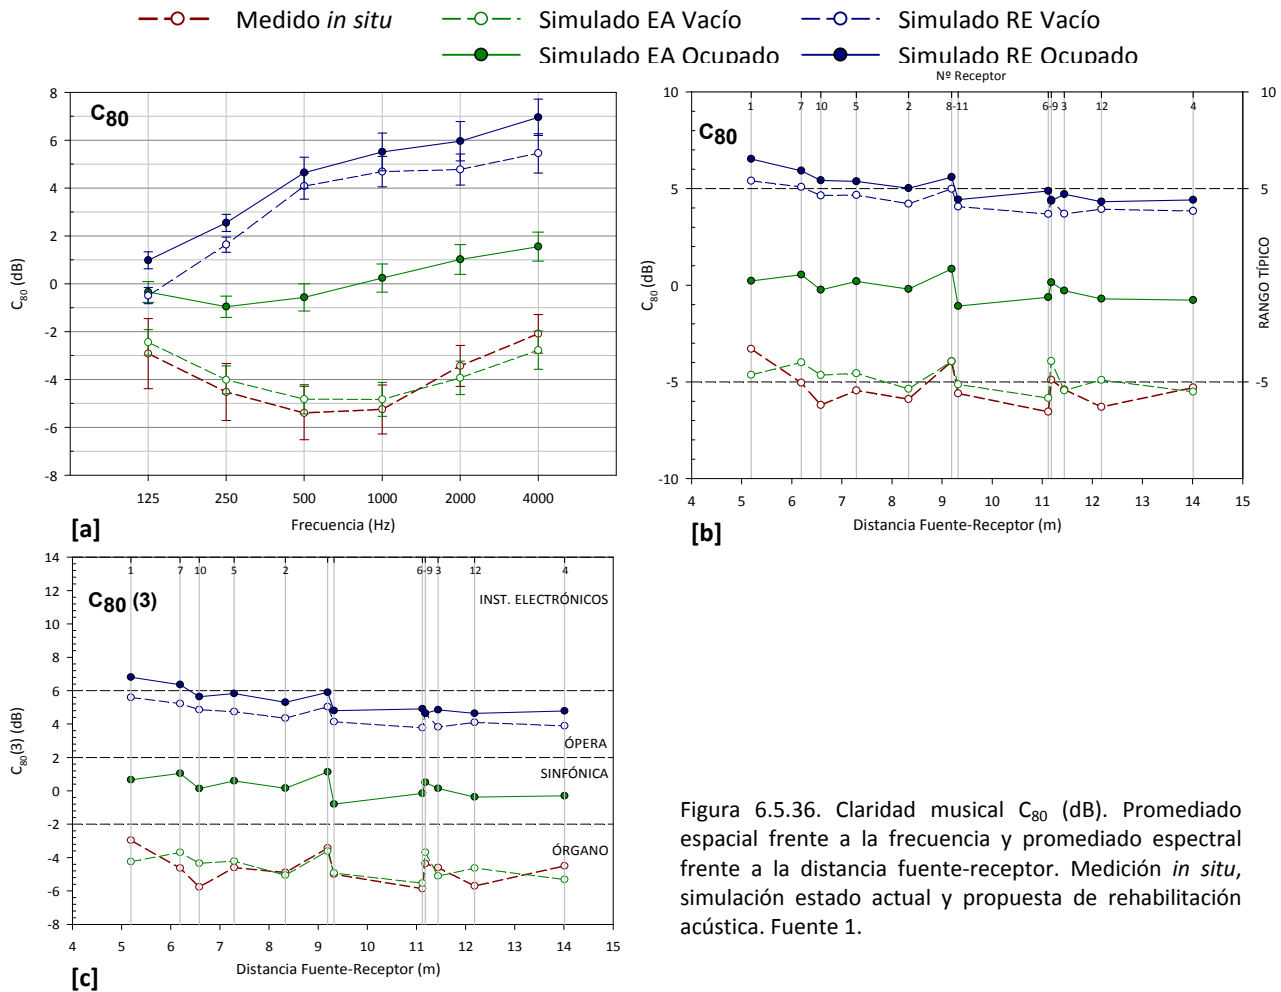 Medido in situ
Simulado EA Vacío
Simulado RE Vacío
Simulado EA Ocupado
Simulado RE Ocupado
C80
C80 (dB)
8
6
4
2
0
-2
-4
-6
-8
125 250 500 1000 2000 4000
Frecuencia (Hz)
[a]
Nº Receptor
1 7 10 5 2 8-11 6-9 3 12 4
C80
C80 (dB)
10
5
0
-5
-10
10
5
-5
RANGO TÍPICO
4 5 6 7 8 9 10 11 12 13 14 15
Distancia Fuente-Receptor (m)
[b]
1 7 10 5 2 6-9 3 12 4
C80 (3)
C80(3) (dB)
14
12
10
8
6
4
2
0
-2
-4
-6
-8
INST. ELECTRÓNICOS
ÓPERA
SINFÓNICA
ÓRGANO
4 5 6 7 8 9 10 11 12 13 14 15
Distancia Fuente-Receptor (m)
[c]
Figura 6.5.36. Claridad musical C80 (dB). Promediado
espacial frente a la frecuencia y promediado espectral
frente a la distancia fuente-receptor. Medición in situ,
simulación estado actual y propuesta de rehabilitación
acústica. Fuente 1.